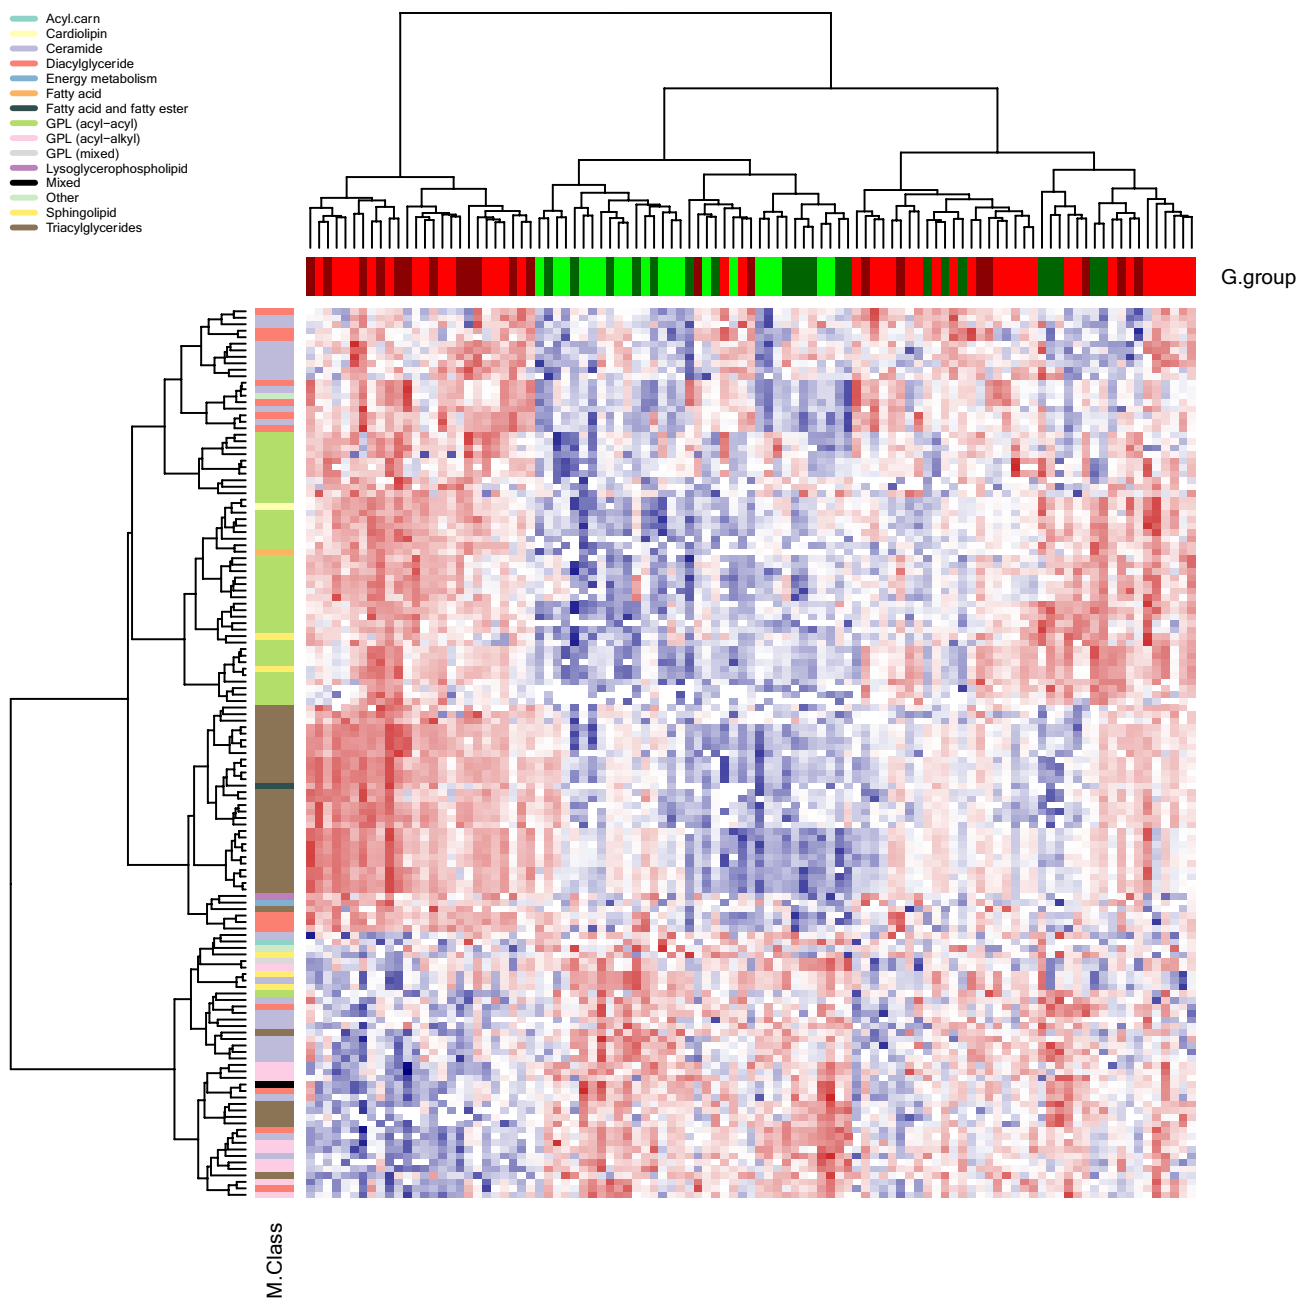 Acyl.carn
Cardiolipin
Ceramide
Diacylglyceride
Energy metabolism
Fatty acid
Fatty acid and fatty ester
GPL (acyl−acyl)
GPL (acyl−alkyl)
GPL (mixed)
Lysoglycerophospholipid
Mixed
Other
Sphingolipid
Triacylglycerides
G.group
M.Class